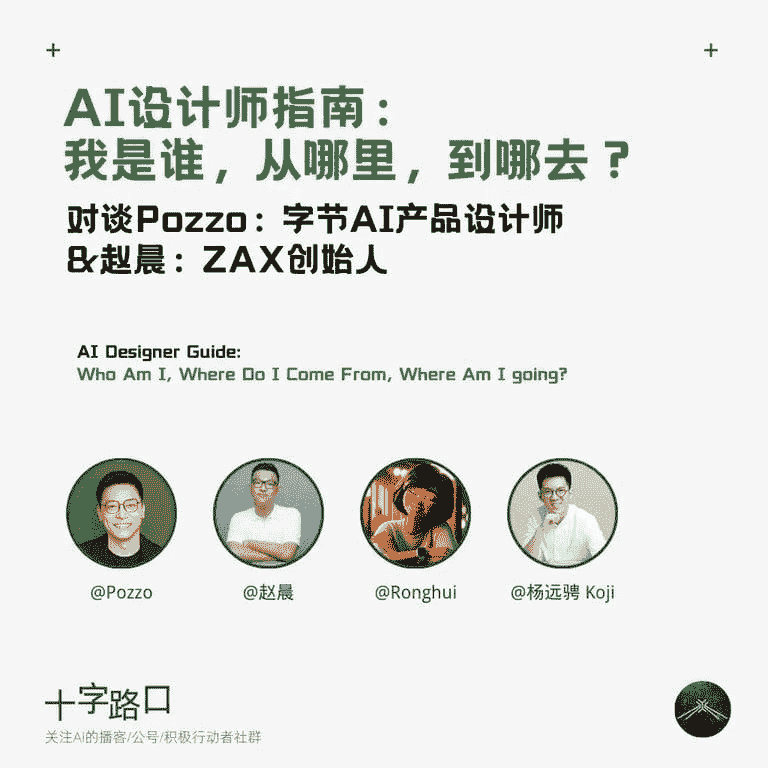 AI设计师指南：
我是谁，从哪里，到哪去？
对谈Pozzo：字节AI产品设计师
&赵晨：ZAX创始人
AI Designer Guide:
Who Am I, Where Do I Come From, Where Am I going?
@Pozzo
@赵晨
@Ronghui
@杨远骋 Koji
十字路口
关注AI的播客/公号/积极行动者社群